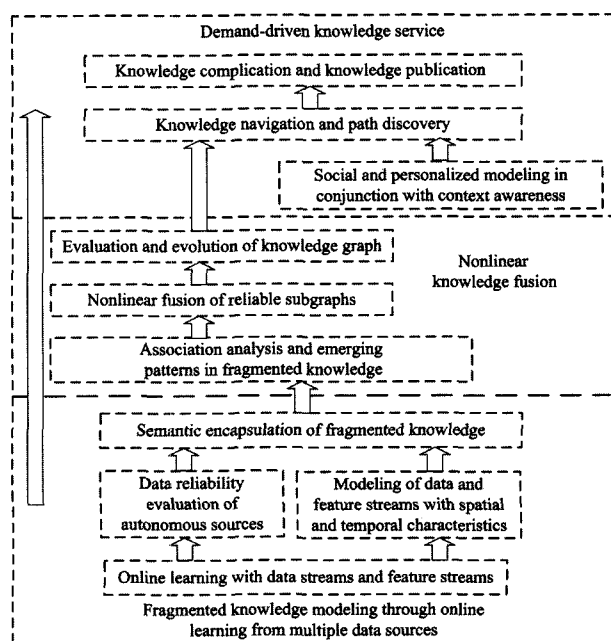 Demand-driven knowledge service
Knowledge complication and knowledge publication
Knowledge navigation and path discovery
Social and personalized modeling in
conjunction with context awareness
Evaluation and evolution of knowledge graph
Nonlinear
knowledge fusion
Nonlinear fusion of reliable subgraphs
Association analysis and emerging
patterns in fragmented knowledge
Semantic encapsulation of fragmented knowledge
Data reliability
evaluation of
autonomous sources
Modeling of data and
feature streams with spatial
and temporal characteristics
Online learning with data streams and feature streams
Fragmented knowledge modeling through online
learning from multiple data sources